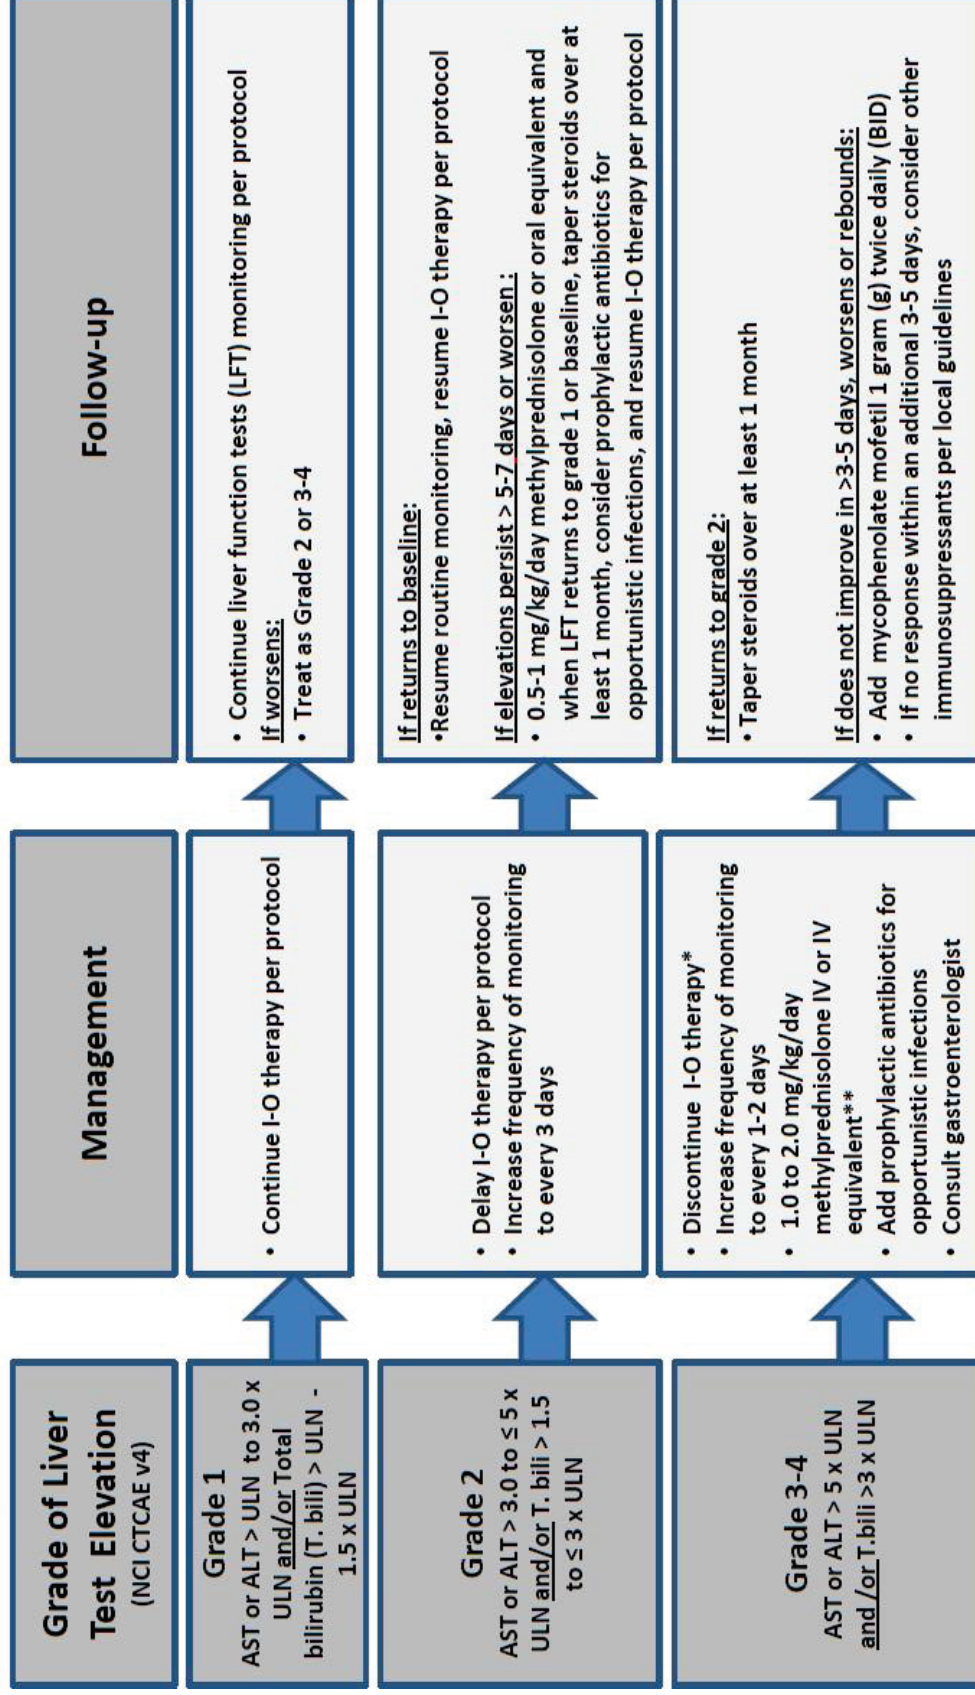 Grade of Liver
Test Elevation
(NCI CTCAE v4)
Management
Follow-up
Grade 1
AST or ALT > ULN to 3.0 x
ULN and/or Total
bilirubin (T. bili) > ULN -
1.5 x ULN
• Continue I-O therapy per protocol
• Continue liver function tests (LFT) monitoring per protocol
If worsens:
• Treat as Grade 2 or 3-4
Grade 2
AST or ALT > 3.0 to ≤ 5 x
ULN and/or T. bili > 1.5
to ≤ 3 x ULN
• Delay I-O therapy per protocol
• Increase frequency of monitoring
to every 3 days
If returns to baseline:
•Resume routine monitoring, resume I-O therapy per protocol
If elevations persist > 5-7 days or worsen :
• 0.5-1 mg/kg/day methylprednisolone or oral equivalent and
when LFT returns to grade 1 or baseline, taper steroids over at
least 1 month, consider prophylactic antibiotics for
opportunistic infections, and resume I-O therapy per protocol
Grade 3-4
AST or ALT > 5 x ULN
and /or T.bili >3 x ULN
• Discontinue I-O therapy*
• Increase frequency of monitoring
to every 1-2 days
• 1.0 to 2.0 mg/kg/day
methylprednisolone IV or IV
equivalent**
• Add prophylactic antibiotics for
opportunistic infections
• Consult gastroenterologist
If returns to grade 2:
• Taper steroids over at least 1 month
If does not improve in >3-5 days, worsens or rebounds:
• Add mycophenolate mofetil 1 gram (g) twice daily (BID)
• If no response within an additional 3-5 days, consider other
immunosuppressants per local guidelines